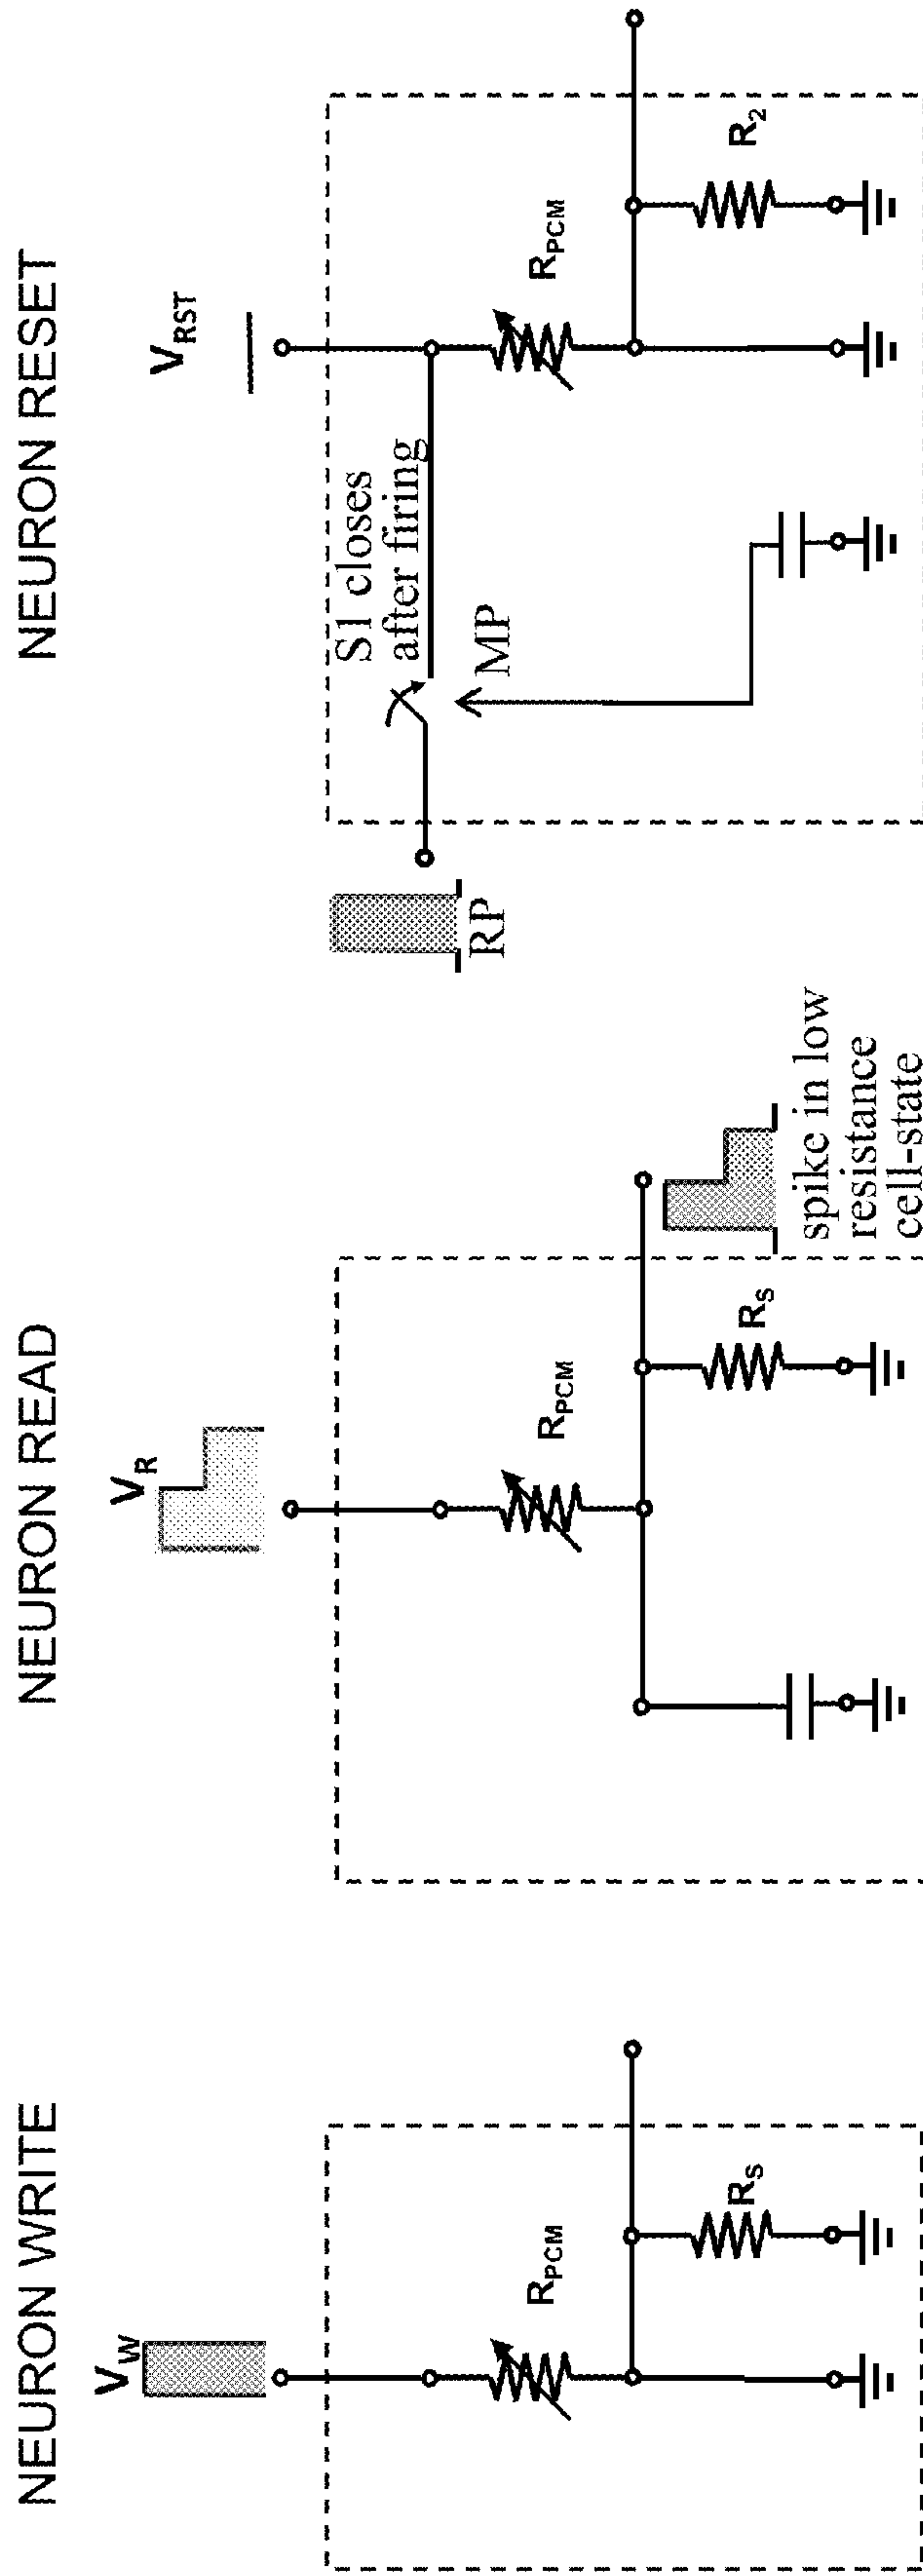 NEURON WRITE
V_W
R_PCM
R_S
NEURON READ
V_R
R_PCM
R_S
spike in low
resistance
cell-state
NEURON RESET
V_RST
S1 closes
after firing
MP
RP
R_PCM
R_2